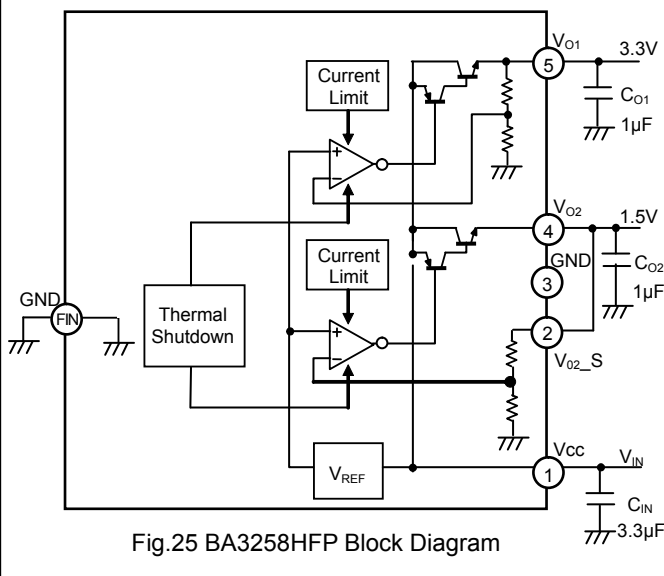 VO1
3.3V
5
Current
Limit
CO1
1µF
+
−
VO2
4
1.5V
Current
Limit
GND
3
CO2
1µF
GND
FIN
Thermal
Shutdown
+
−
2
V02_S
Vcc
1
VIN
VREF
CIN
3.3µF
Fig.25 BA3258HFP Block Diagram